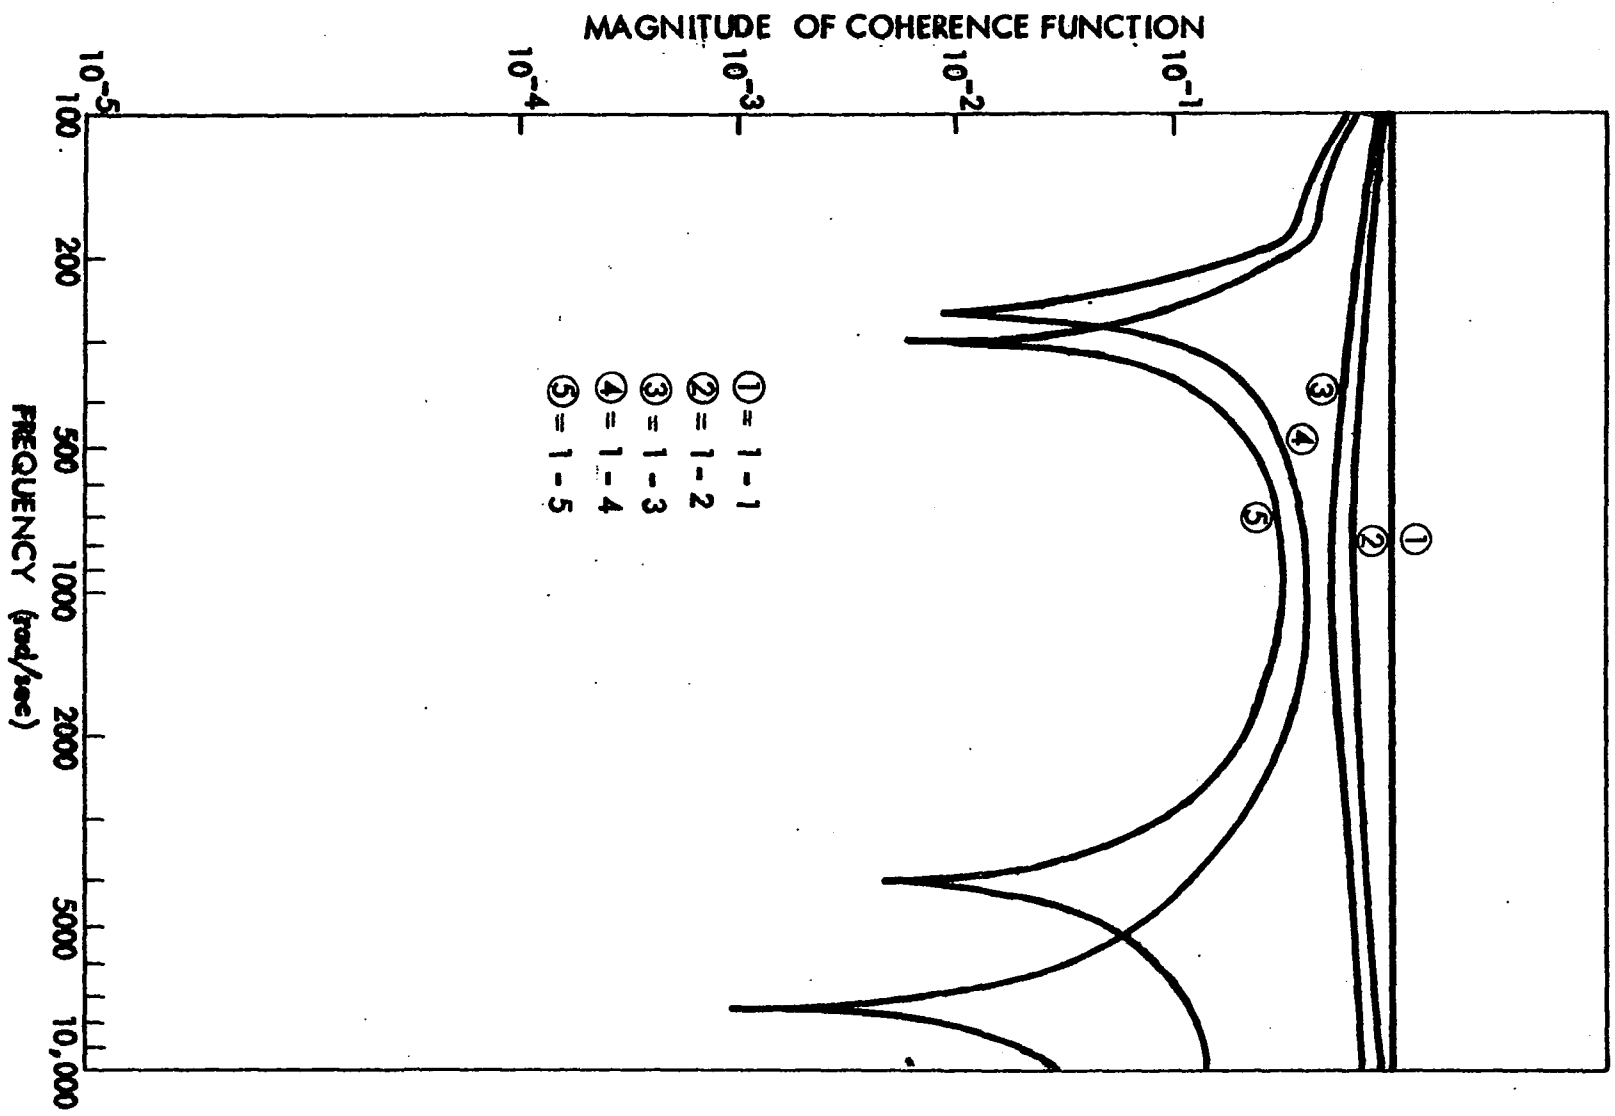 MAGNITUDE OF COHERENCE FUNCTION
10-5
10-4
10-3
10-2
10-1
100
200
500
1000
2000
5000
10,000
FREQUENCY (rad/sec)
① = 1-1
② = 1-2
③ = 1-3
④ = 1-4
⑤ = 1-5
①
②
③
④
⑤